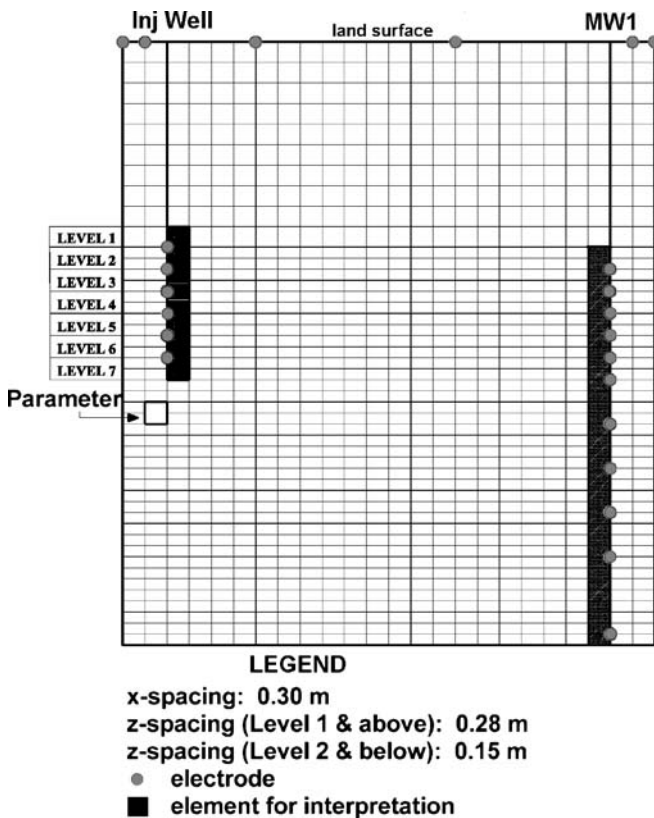 Inj Well
land surface
MW1
LEVEL 1
LEVEL 2
LEVEL 3
LEVEL 4
LEVEL 5
LEVEL 6
LEVEL 7
Parameter
LEGEND
x-spacing: 0.30 m
z-spacing (Level 1 & above): 0.28 m
z-spacing (Level 2 & below): 0.15 m
electrode
element for interpretation